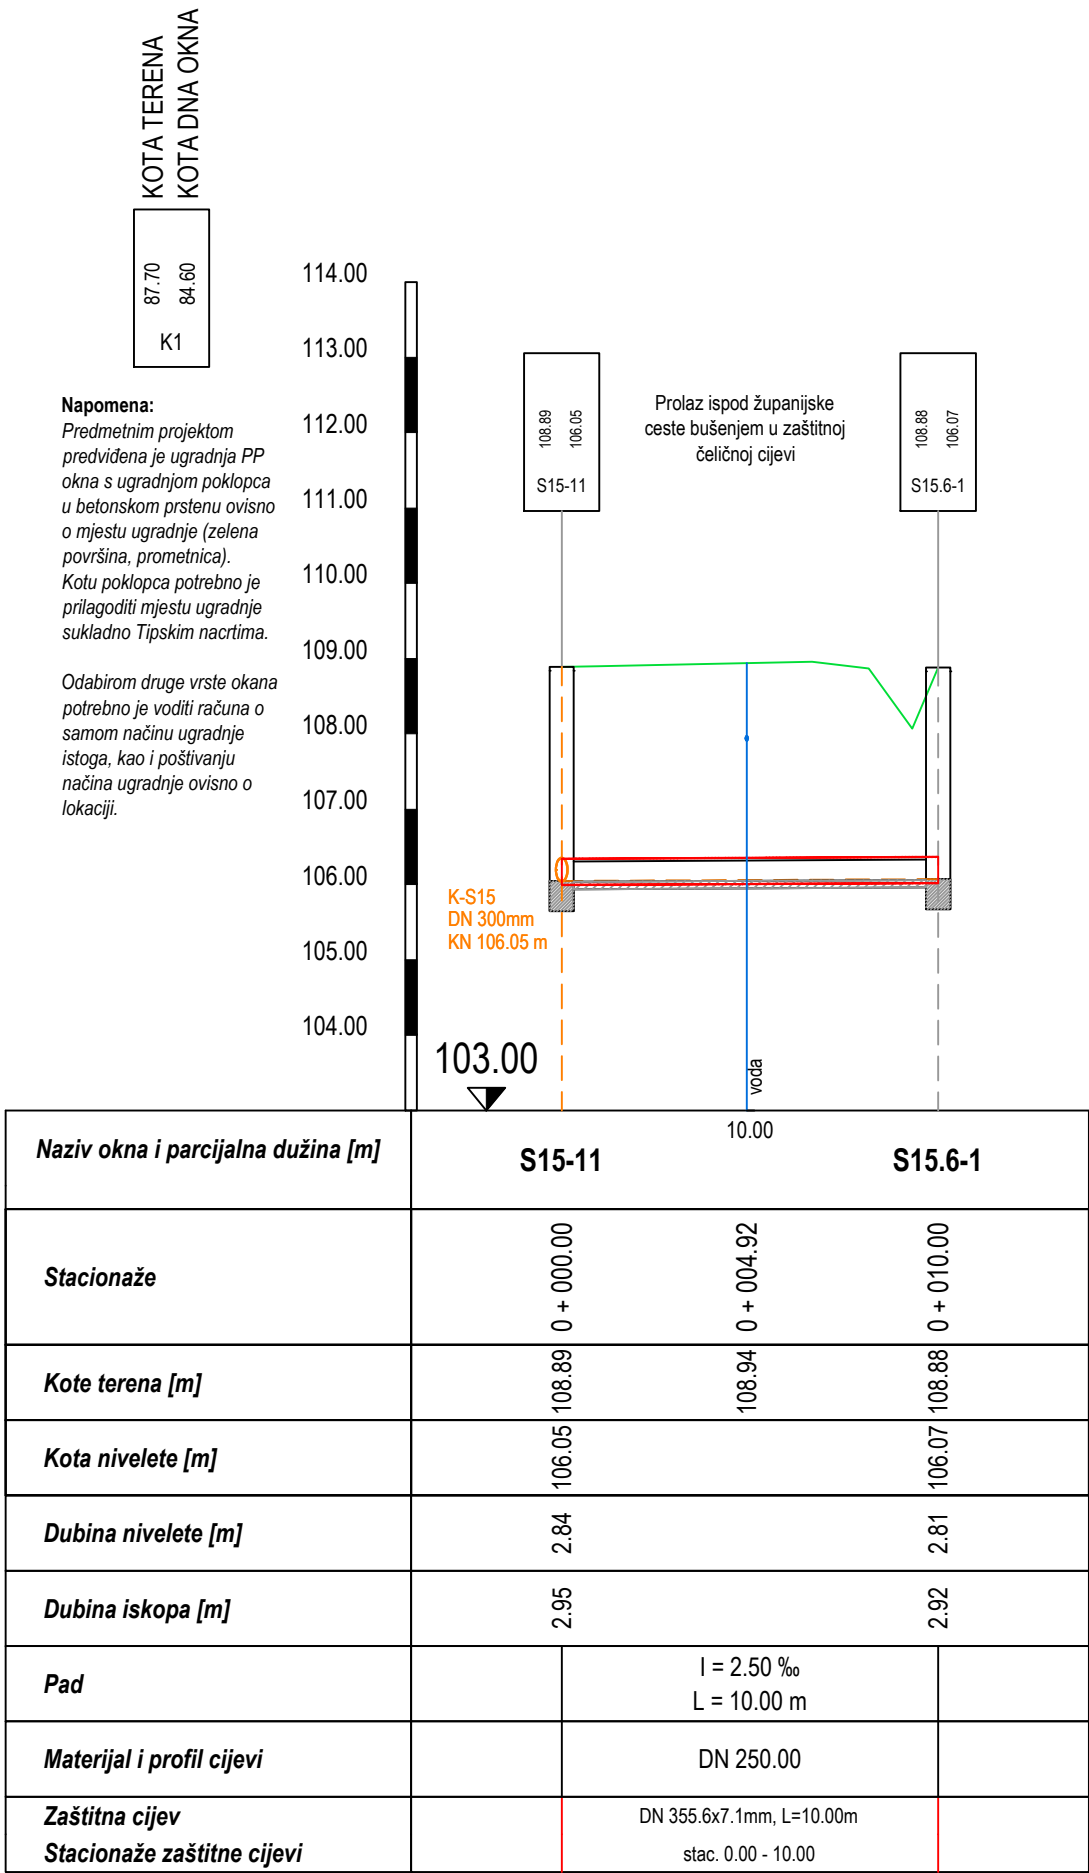 KOTA TERENA
KOTA DNA OKNA
87.70
84.60
K1
Napomena:
Predmetnim projektom
predviđena je ugradnja PP
okna s ugradnjom poklopca
u betonskom prstenu ovisno
o mjestu ugradnje (zelena
površina, prometnica).
Kotu poklopca potrebno je
prilagoditi mjestu ugradnje
sukladno Tipskim nacrtima.
Odabirom druge vrste okana
potrebno je voditi računa o
samom načinu ugradnje
istoga, kao i poštivanju
načina ugradnje ovisno o
lokaciji.
114.00
113.00
112.00
111.00
110.00
109.00
108.00
107.00
106.00
105.00
104.00
103.00
108.89
106.05
S15-11
Prolaz ispod županijske
ceste bušenjem u zaštitnoj
čeličnoj cijevi
108.88
106.07
S15.6-1
K-S15
DN 300mm
KN 106.05 m
voda
Naziv okna i parcijalna dužina [m]
S15-11
10.00
S15.6-1
Stacionaže
0 + 000.00
0 + 004.92
0 + 010.00
Kote terena [m]
108.89
108.94
108.88
Kota nivelete [m]
106.05
106.07
Dubina nivelete [m]
2.84
2.81
Dubina iskopa [m]
2.95
2.92
Pad
I = 2.50 ‰
L = 10.00 m
Materijal i profil cijevi
DN 250.00
Zaštitna cijev
DN 355.6x7.1mm, L=10.00m
Stacionaže zaštitne cijevi
stac. 0.00 - 10.00